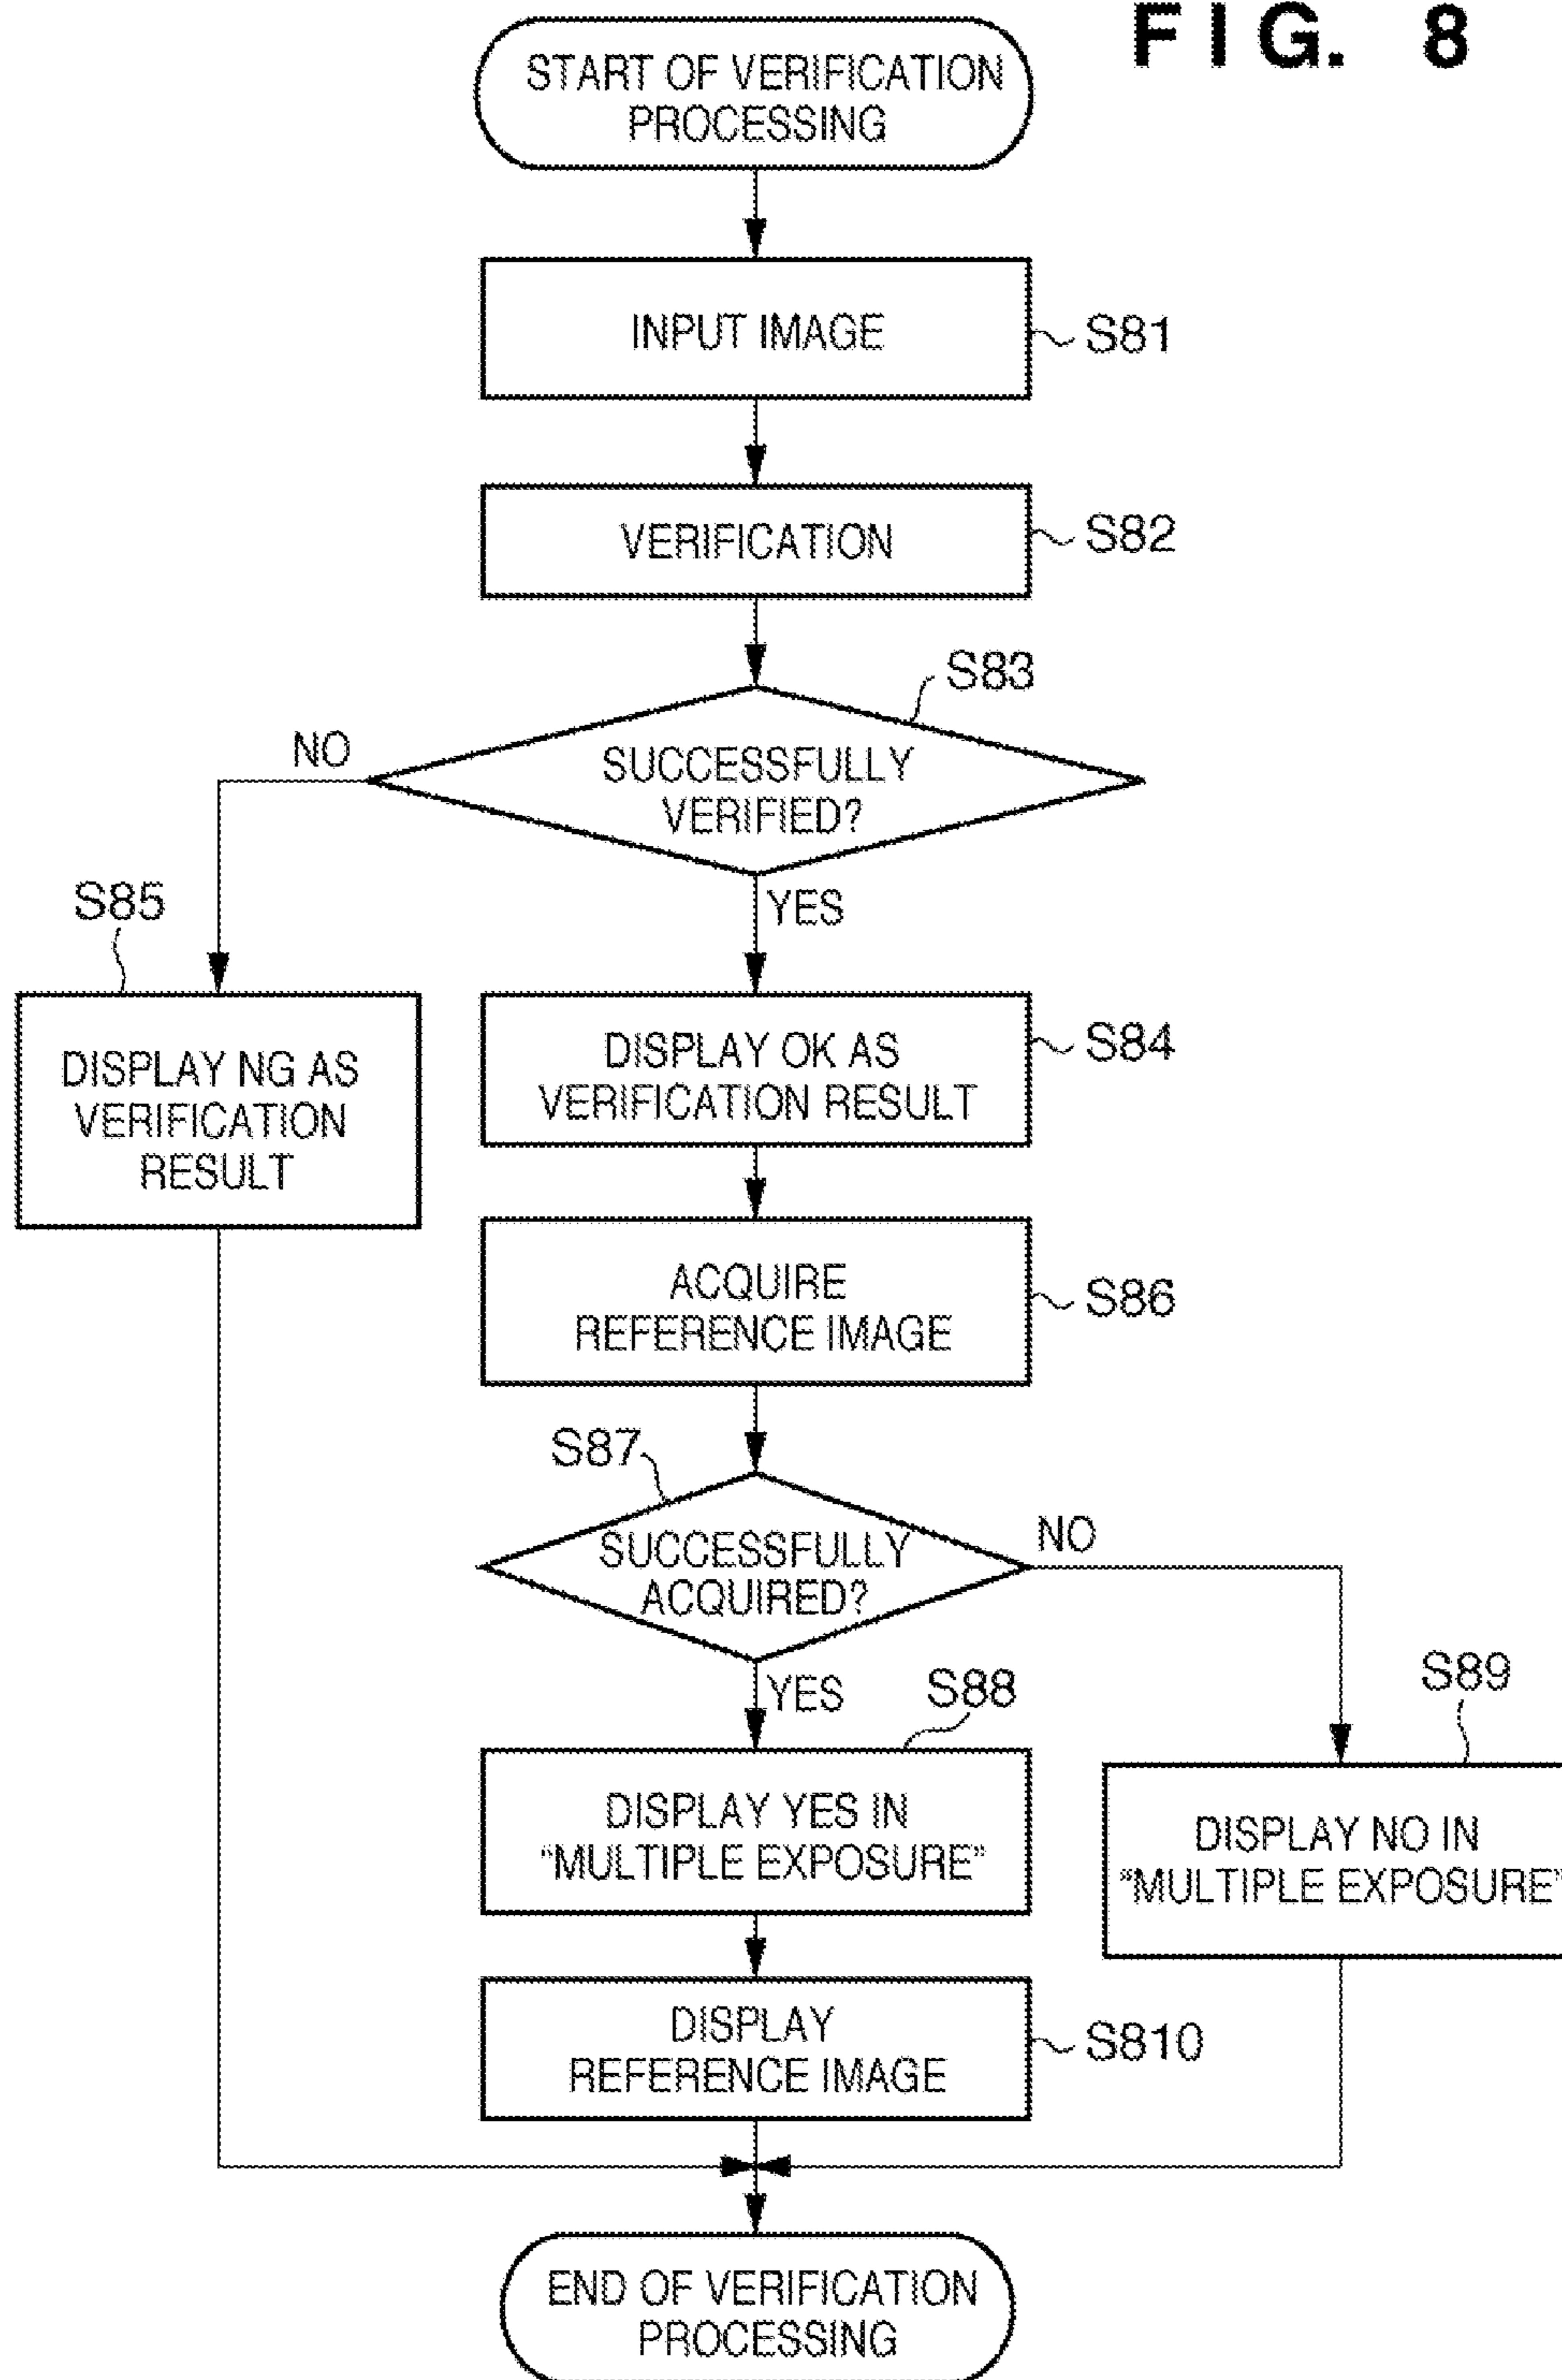 FIG. 8
START OF VERIFICATION
PROCESSING
INPUT IMAGE
S81
VERIFICATION
S82
S83
SUCCESSFULLY
VERIFIED?
NO
YES
S85
DISPLAY NG AS
VERIFICATION
RESULT
DISPLAY OK AS
VERIFICATION RESULT
S84
ACQUIRE
REFERENCE IMAGE
S86
S87
SUCCESSFULLY
ACQUIRED?
NO
YES
S88
DISPLAY YES IN
“MULTIPLE EXPOSURE”
S89
DISPLAY NO IN
“MULTIPLE EXPOSURE”
DISPLAY
REFERENCE IMAGE
S810
END OF VERIFICATION
PROCESSING